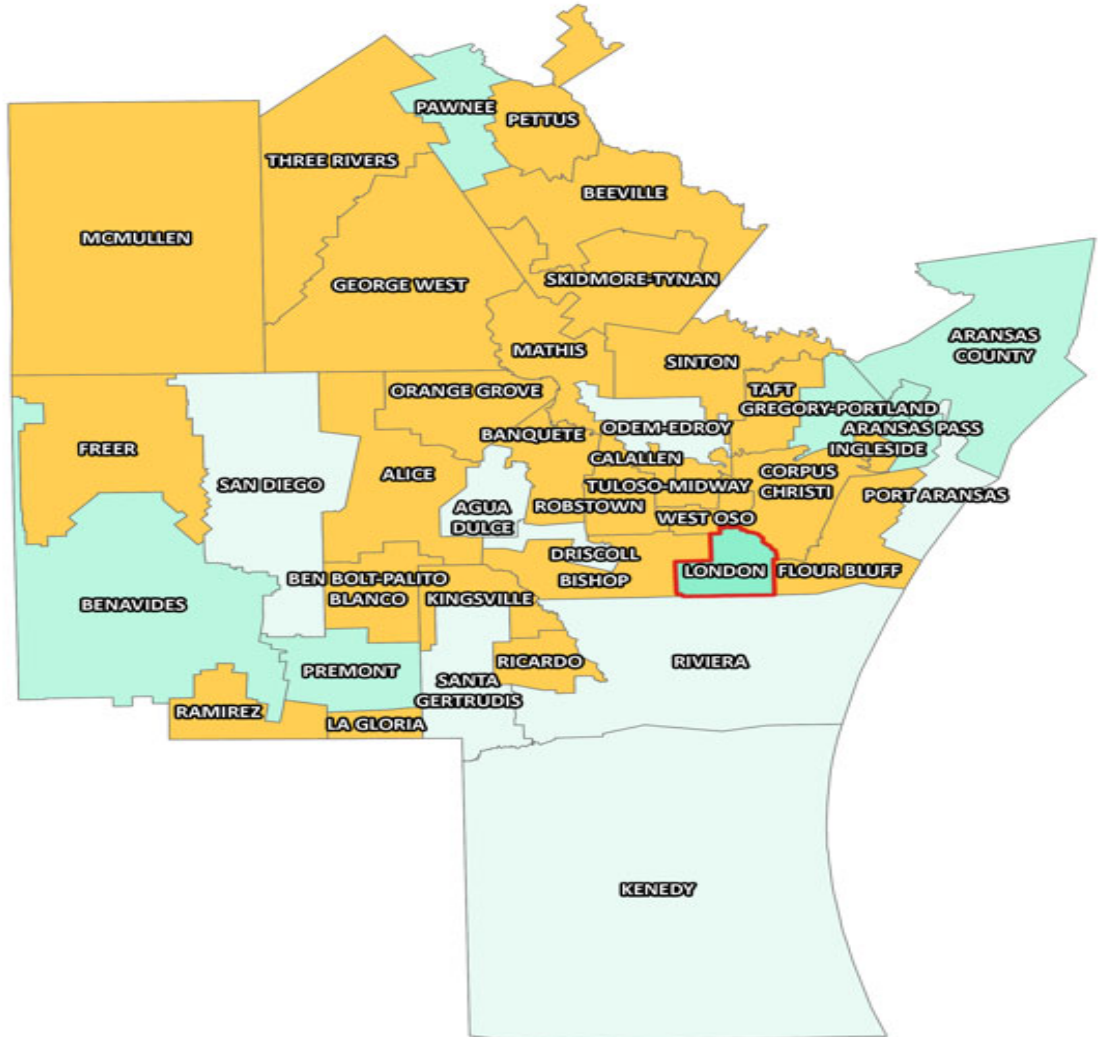 PAWNEE
PETTUS
THREE RIVERS
BEEVILLE
MCMULLEN
SKIDMORE-TYNAN
GEORGE WEST
ARANSAS
COUNTY
MATHIS
SINTON
ORANGE GROVE
TAFT
GREGORY-PORTLAND
BANQUETE
ODEM-EDROY
ARANSAS PASS
FREER
CALALLEN
INGLESIDE
ALICE
CORPUS
CHRISTI
SAN DIEGO
TULOSO-MIDWAY
PORT ARANSAS
AGUA
DULCE
ROBSTOWN
WEST OSO
DRISCOLL
LONDON
FLOUR BLUFF
BEN BOLT-PALITO
BLANCO
BISHOP
KINGSVILLE
BENAVIDES
RICARDO
RIVIERA
PREMONT
SANTA
GERTRUDIS
RAMIREZ
LA GLORIA
KENEDY